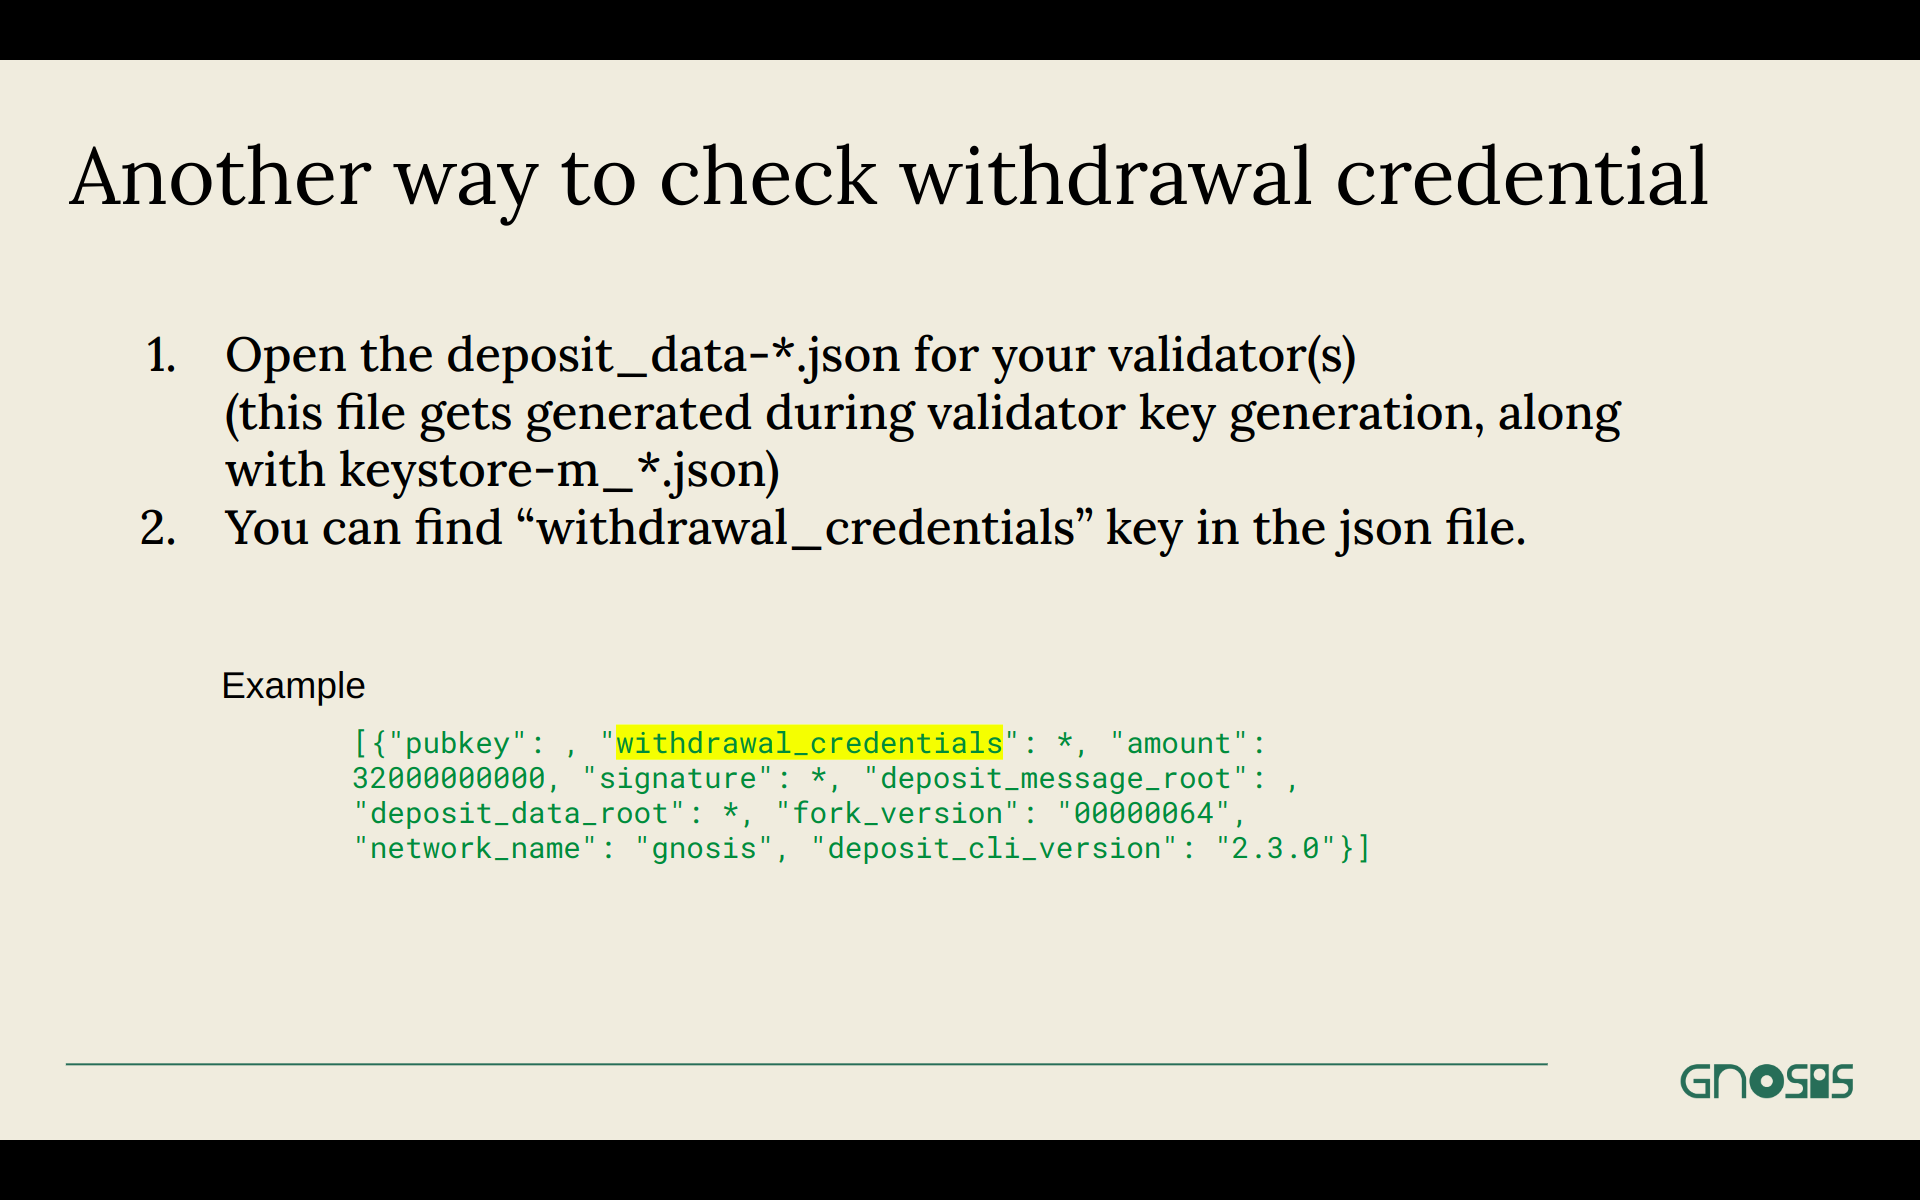 Another way to check withdrawal credential
1. Open the deposit_data-*.json for your validator(s)
(this file gets generated during validator key generation, along
with keystore-m_*.json)
2. You can find “withdrawal_credentials” key in the json file.
Example
[{"pubkey": , "withdrawal_credentials": *, "amount":
32000000000, "signature": *, "deposit_message_root": ,
"deposit_data_root": *, "fork_version": "00000064",
"network_name": "gnosis", "deposit_cli_version": "2.3.0"}]
GNOSIS